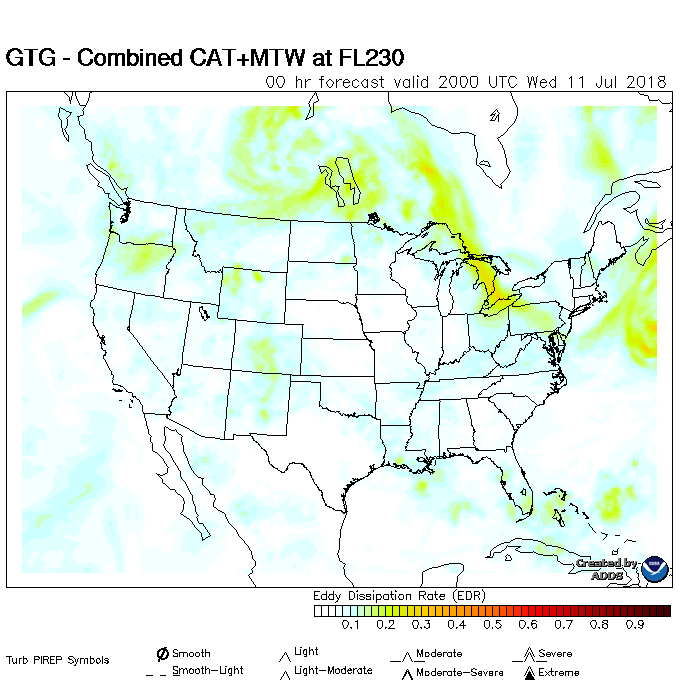 GTG - Combined CAT+MTW at FL230
00 hr forecast valid 2000 UTC Wed 11 Jul 2018
Created by
ADDS
Eddy Dissipation Rate (EDR)
0.1 0.2 0.3 0.4 0.5 0.6 0.7 0.8 0.9
Turb PIREP Symbols
Smooth Light Moderate Severe
Smooth-Light Light-Moderate Moderate-Severe Extreme